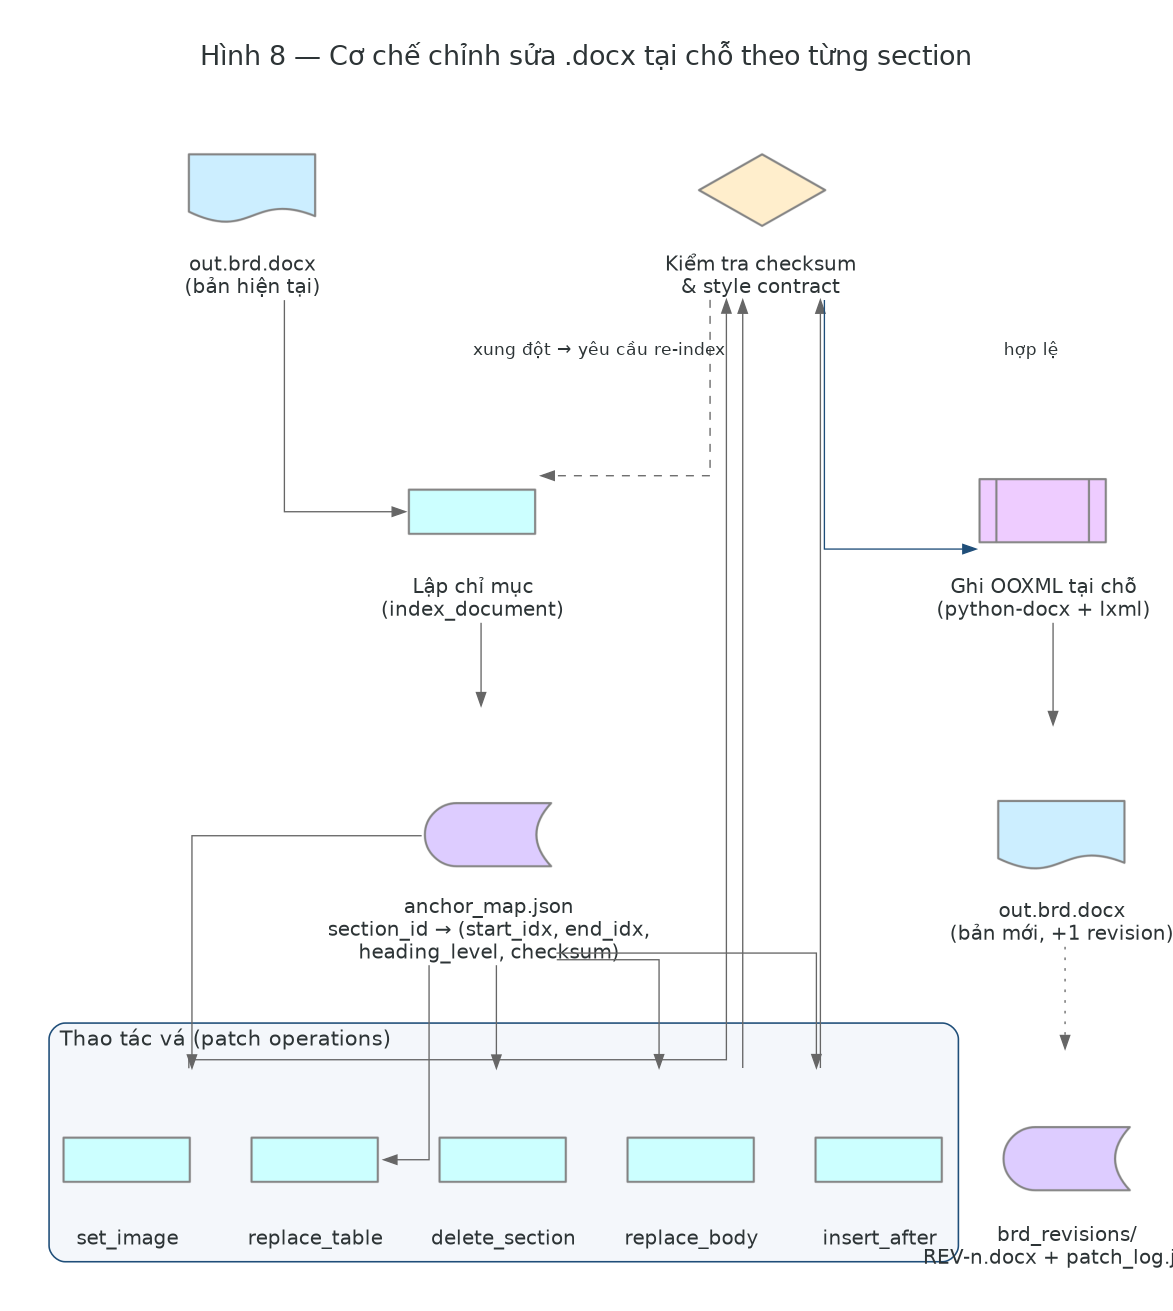 Hình 8 — Cơ chế chỉnh sửa .docx tại chỗ theo từng section
out.brd.docx
(bản hiện tại)
Kiểm tra checksum
& style contract
xung đột → yêu cầu re-index
hợp lệ
Lập chỉ mục
(index_document)
Ghi OOXML tại chỗ
(python-docx + lxml)
anchor_map.json
section_id → (start_idx, end_idx,
heading_level, checksum)
out.brd.docx
(bản mới, +1 revision)
Thao tác vá (patch operations)
set_image
replace_table
delete_section
replace_body
insert_after
brd_revisions/
REV-n.docx + patch_log.j